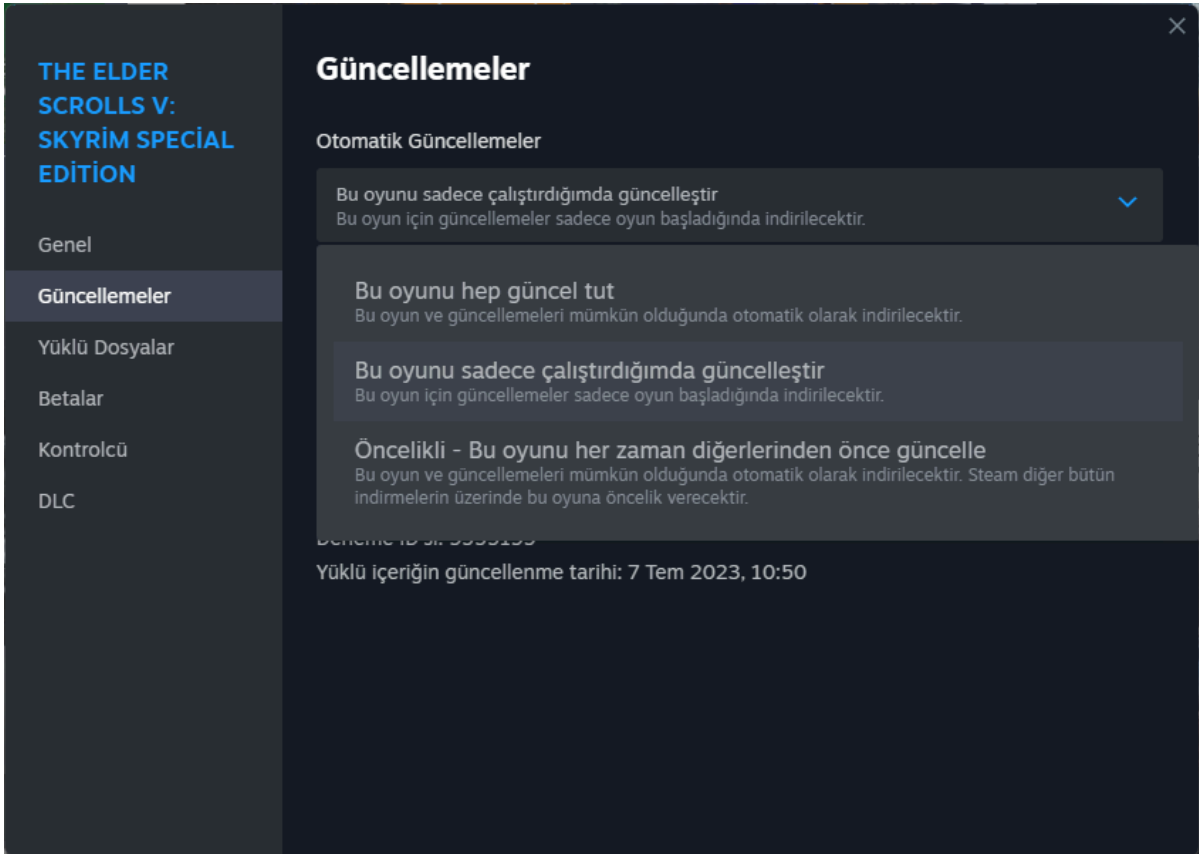 THE ELDER
SCROLLS V:
SKYRİM SPECİAL
EDİTİON
Genel
Güncellemeler
Yüklü Dosyalar
Betalar
Kontrolcü
DLC
Güncellemeler
Otomatik Güncellemeler
Bu oyunu sadece çalıştırdığımda güncelleştir
Bu oyun için güncellemeler sadece oyun başladığında indirilecektir.
Bu oyunu hep güncel tut
Bu oyun ve güncellemeleri mümkün olduğunda otomatik olarak indirilecektir.
Bu oyunu sadece çalıştırdığımda güncelleştir
Bu oyun için güncellemeler sadece oyun başladığında indirilecektir.
Öncelikli - Bu oyunu her zaman diğerlerinden önce güncelle
Bu oyun ve güncellemeleri mümkün olduğunda otomatik olarak indirilecektir. Steam diğer bütün
indirmelerin üzerinde bu oyuna öncelik verecektir.
Yüklü içeriğin güncellenme tarihi: 7 Tem 2023, 10:50